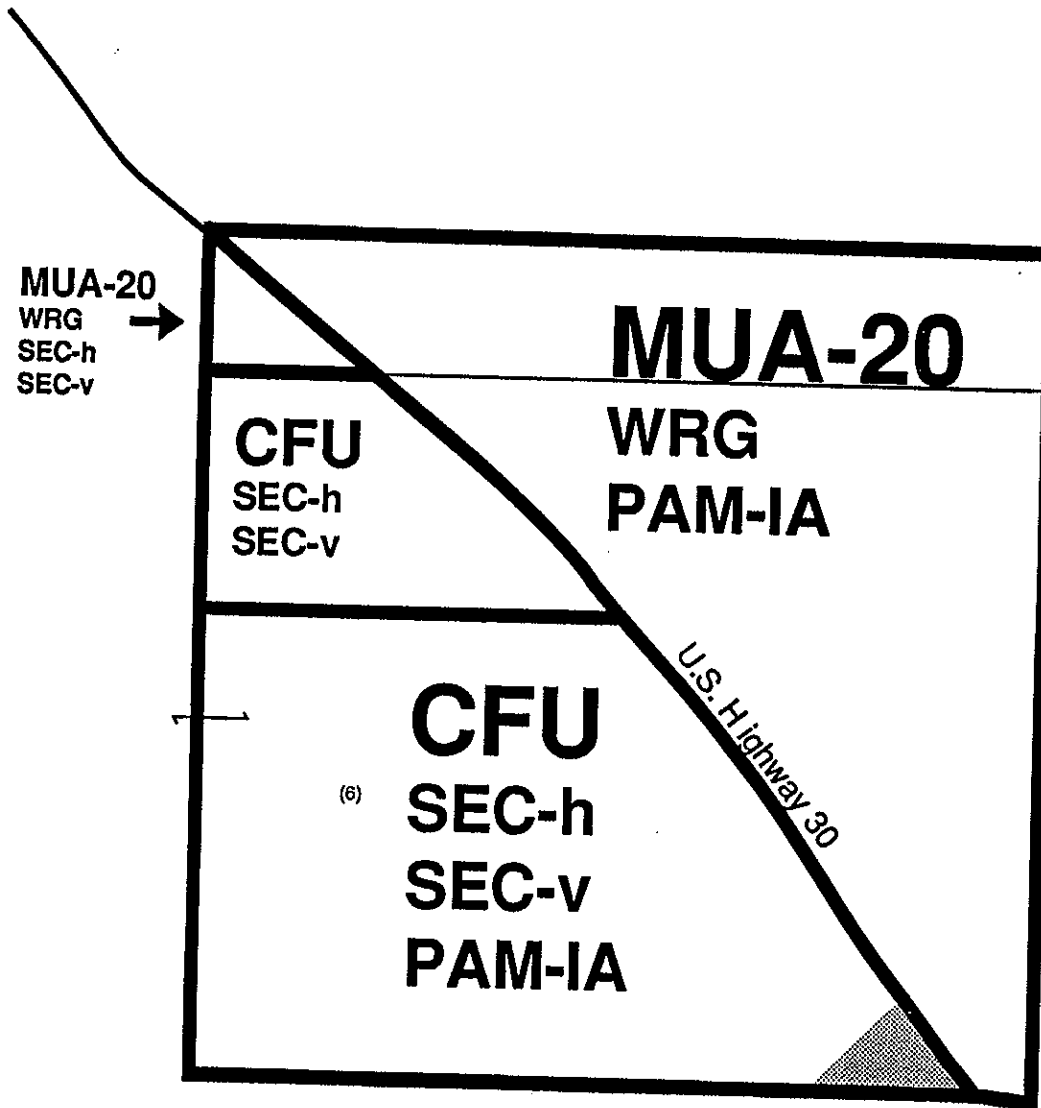 MUA-20
WRG
SEC-h
SEC-v
MUA-20
WRG
PAM-IA
CFU
SEC-h
SEC-v
U.S. Highway 30
CFU
(6)
SEC-h
SEC-v
PAM-IA